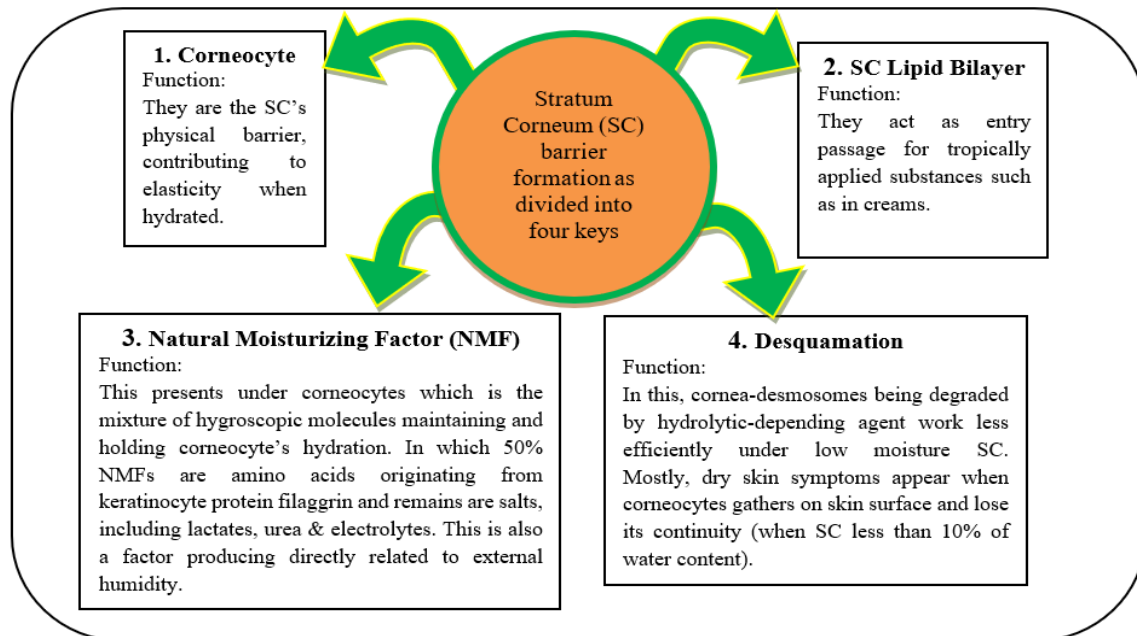 1. Corneocyte
Function:
They are the SC's
physical barrier,
contributing to
elasticity when
hydrated.
Stratum
Corneum (SC)
barrier
formation as
divided into
four keys
2. SC Lipid Bilayer
Function:
They act as entry
passage for tropically
applied substances such
as in creams.
3. Natural Moisturizing Factor (NMF)
Function:
This presents under corneocytes which is the
mixture of hygroscopic molecules maintaining and
holding corneocyte's hydration. In which 50%
NMFs are amino acids originating from
keratinocyte protein filaggrin and remains are salts,
including lactates, urea & electrolytes. This is also
a factor producing directly related to external
humidity.
4. Desquamation
Function:
In this, cornea-desmosomes being degraded
by hydrolytic-depending agent work less
efficiently under low moisture SC.
Mostly, dry skin symptoms appear when
corneocytes gathers on skin surface and lose
its continuity (when SC less than 10% of
water content).